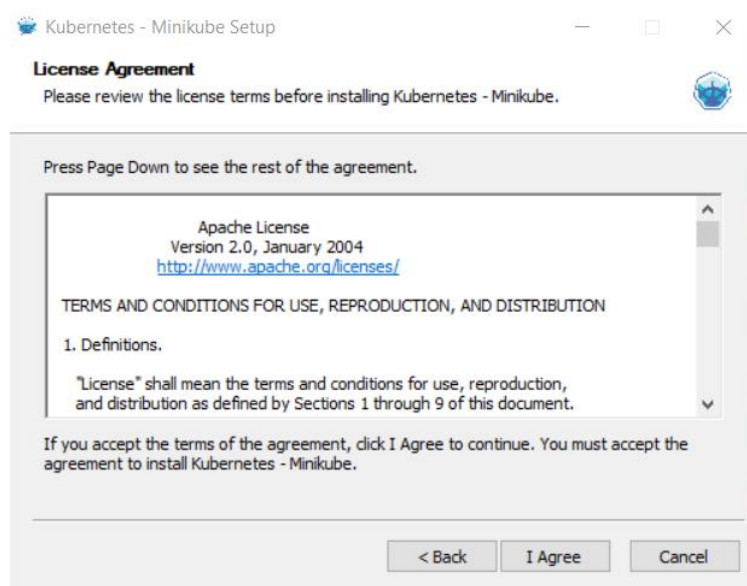 Kubernetes - Minikube Setup
License Agreement
Please review the license terms before installing Kubernetes - Minikube.
Press Page Down to see the rest of the agreement.
Apache License
Version 2.0, January 2004
http://www.apache.org/licenses/
TERMS AND CONDITIONS FOR USE, REPRODUCTION, AND DISTRIBUTION
1. Definitions.
"License" shall mean the terms and conditions for use, reproduction,
and distribution as defined by Sections 1 through 9 of this document.
If you accept the terms of the agreement, click I Agree to continue. You must accept the
agreement to install Kubernetes - Minikube.
< Back I Agree Cancel